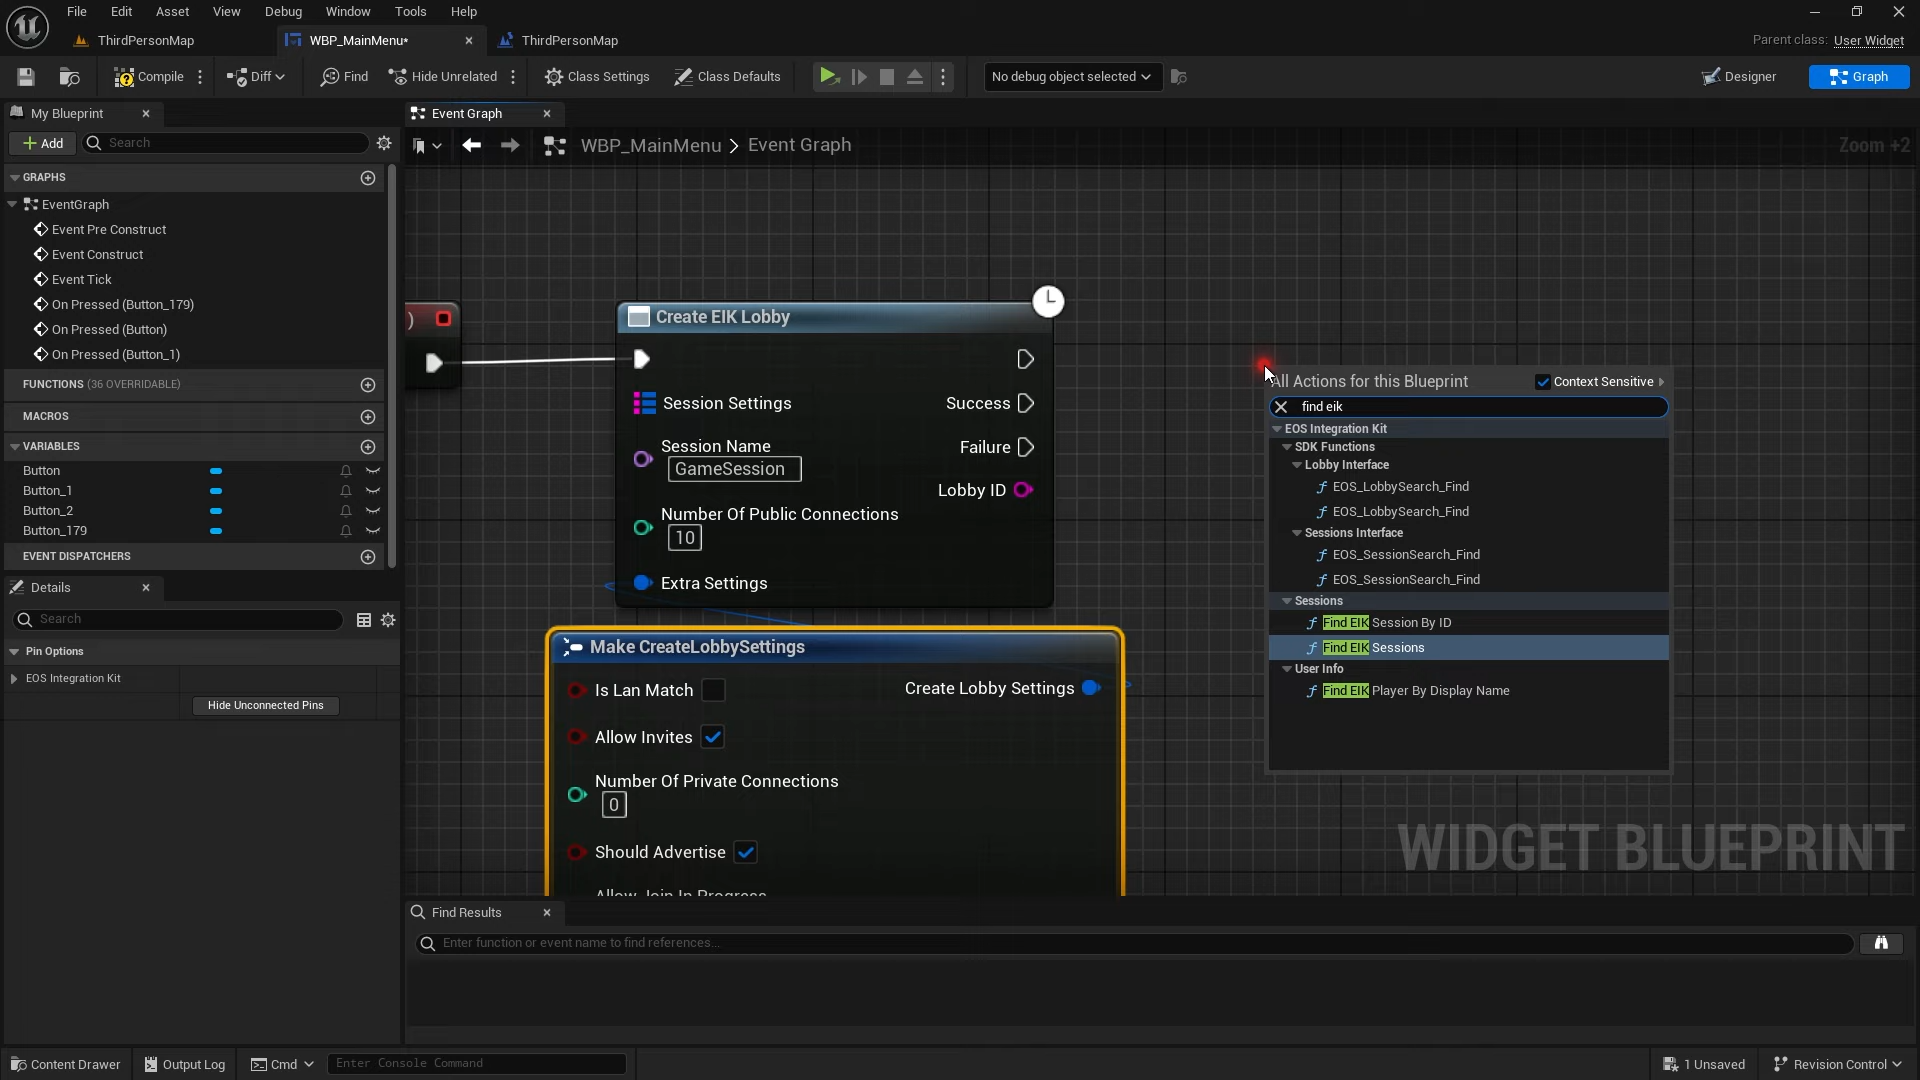 File Edit Asset View Debug Window Tools Help
ThirdPersonMap WBP_MainMenu* ThirdPersonMap Parent class: User Widget
Compile Diff Find Hide Unrelated Class Settings Class Defaults No debug object selected Designer Graph
My Blueprint
Event Graph
Add
Search
WBP_MainMenu > Event Graph
Zoom +2
GRAPHS
EventGraph
Event Pre Construct
Event Construct
Event Tick
On Pressed (Button_179)
On Pressed (Button)
On Pressed (Button_1)
FUNCTIONS (36 OVERRIDABLE)
MACROS
VARIABLES
Button
Button_1
Button_2
Button_179
EVENT DISPATCHERS
Details
Search
Pin Options
EOS Integration Kit
Hide Unconnected Pins
)
Create EIK Lobby
Session Settings
Success
Session Name
GameSession
Failure
Lobby ID
Number Of Public Connections
10
Extra Settings
Make CreateLobbySettings
Is Lan Match
Create Lobby Settings
Allow Invites
Number Of Private Connections
0
Should Advertise
Allow Join In Progress
All Actions for this Blueprint
Context Sensitive
find eik
EOS Integration Kit
SDK Functions
Lobby Interface
EOS_LobbySearch_Find
EOS_LobbySearch_Find
Sessions Interface
EOS_SessionSearch_Find
EOS_SessionSearch_Find
Sessions
Find EIK Session By ID
Find EIK Sessions
User Info
Find EIK Player By Display Name
WIDGET BLUEPRINT
Find Results
Enter function or event name to find references...
Content Drawer Output Log Cmd Enter Console Command 1 Unsaved Revision Control